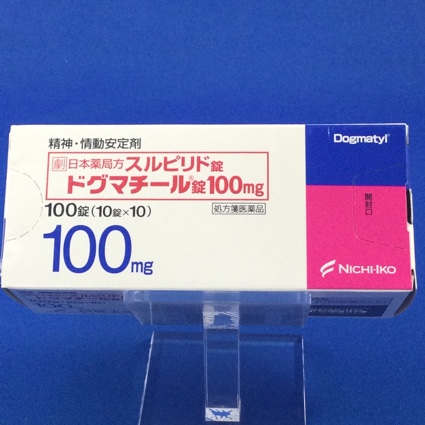 精神・情動安定剤
Dogmatyl®
劇 日本薬局方 スルピリド錠
ドグマチール®錠100mg
100錠(10錠×10)
処方箋医薬品
開封口
100mg
NICHI-IKO